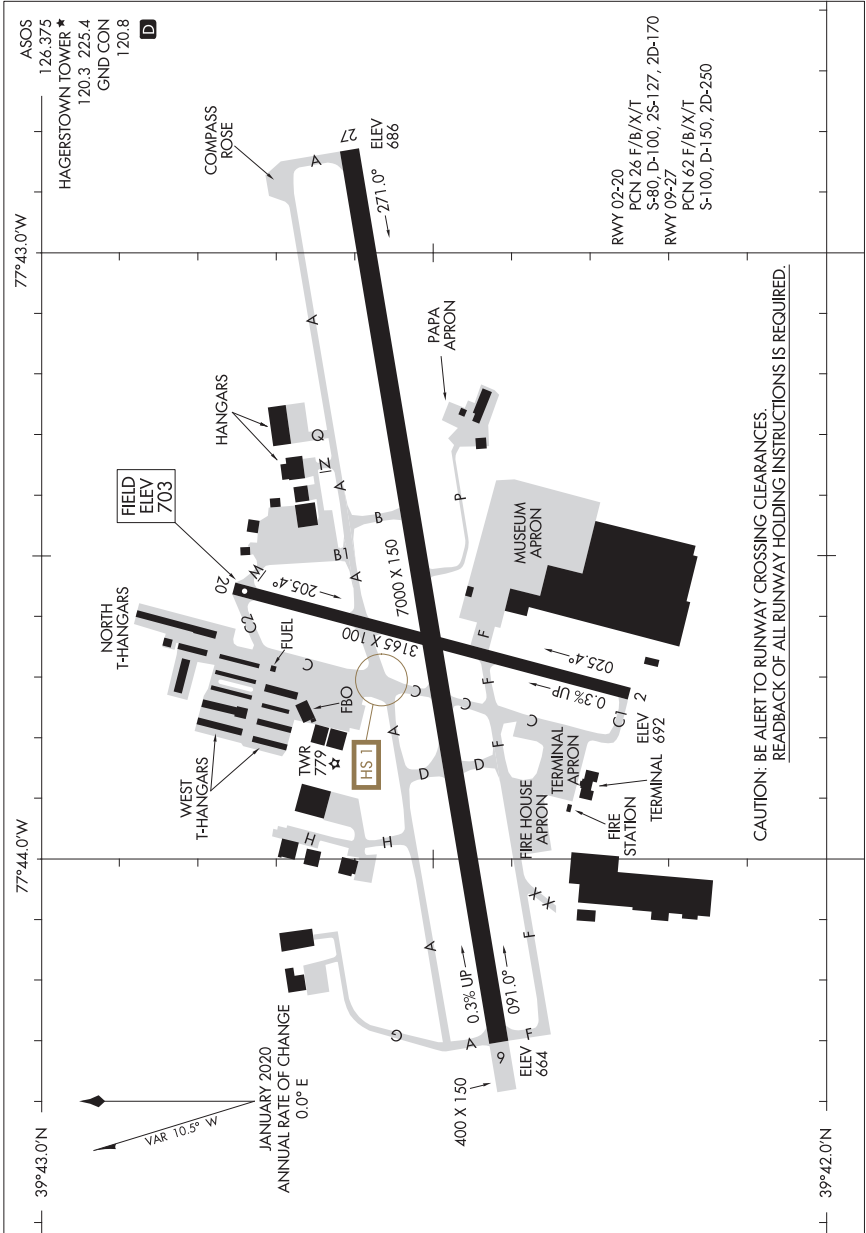 ASOS
126.375
HAGERSTOWN TOWER ★
120.3 225.4
GND CON
120.8
D
77°44.0'W
77°43.0'W
39°43.0'N
39°42.0'N
VAR 10.5° W
JANUARY 2020
ANNUAL RATE OF CHANGE
0.0° E
COMPASS
ROSE
NORTH
T-HANGARS
WEST
T-HANGARS
HANGARS
FIELD
ELEV
703
FUEL
FBO
TWR
779
HS 1
20
205.4°
3165 X 100
025.4°
0.3% UP
2
ELEV
692
27
ELEV
686
271.0°
7000 X 150
0.3% UP
091.0°
9
ELEV
664
400 X 150
A
A
A
A
A
A
A
B
B1
C
C
C
C
C1
C2
D
D
F
F
F
F
F
G
H
H
M
N
P
Q
X
X
PAPA
APRON
MUSEUM
APRON
TERMINAL
APRON
FIRE HOUSE
APRON
FIRE
STATION
TERMINAL
RWY 02-20
PCN 26 F/B/X/T
S-80, D-100, 2S-127, 2D-170
RWY 09-27
PCN 62 F/B/X/T
S-100, D-150, 2D-250
CAUTION: BE ALERT TO RUNWAY CROSSING CLEARANCES.
READBACK OF ALL RUNWAY HOLDING INSTRUCTIONS IS REQUIRED.